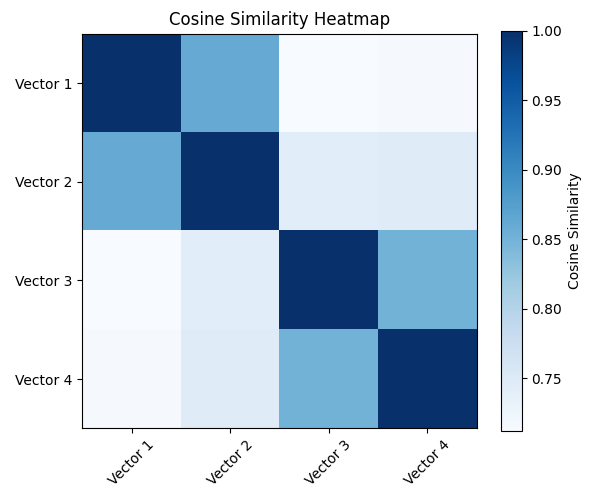 Cosine Similarity Heatmap
Vector 1
Vector 2
Vector 3
Vector 4
Vector 1
Vector 2
Vector 3
Vector 4
1.00
0.95
0.90
0.85
0.80
0.75
Cosine Similarity